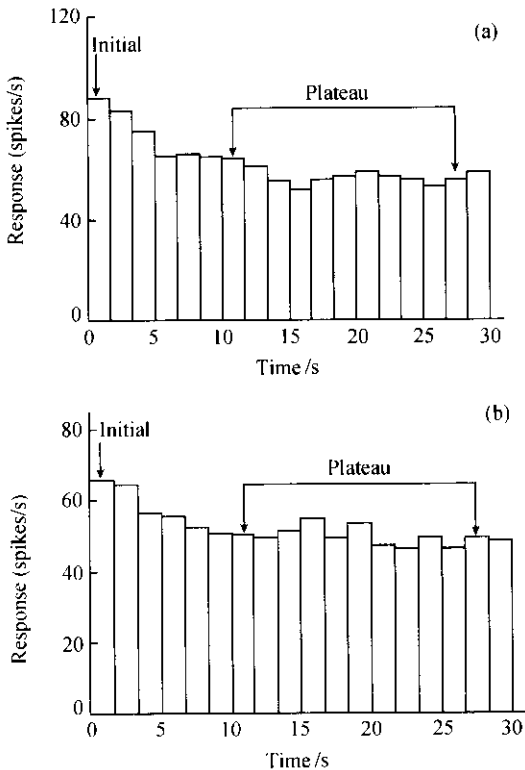 120
(a)
Initial
Plateau
80
40
0
Response (spikes/s)
0 5 10 15 20 25 30
Time /s
(b)
80
Initial
Plateau
60
40
20
0
Response (spikes/s)
0 5 10 15 20 25 30
Time /s